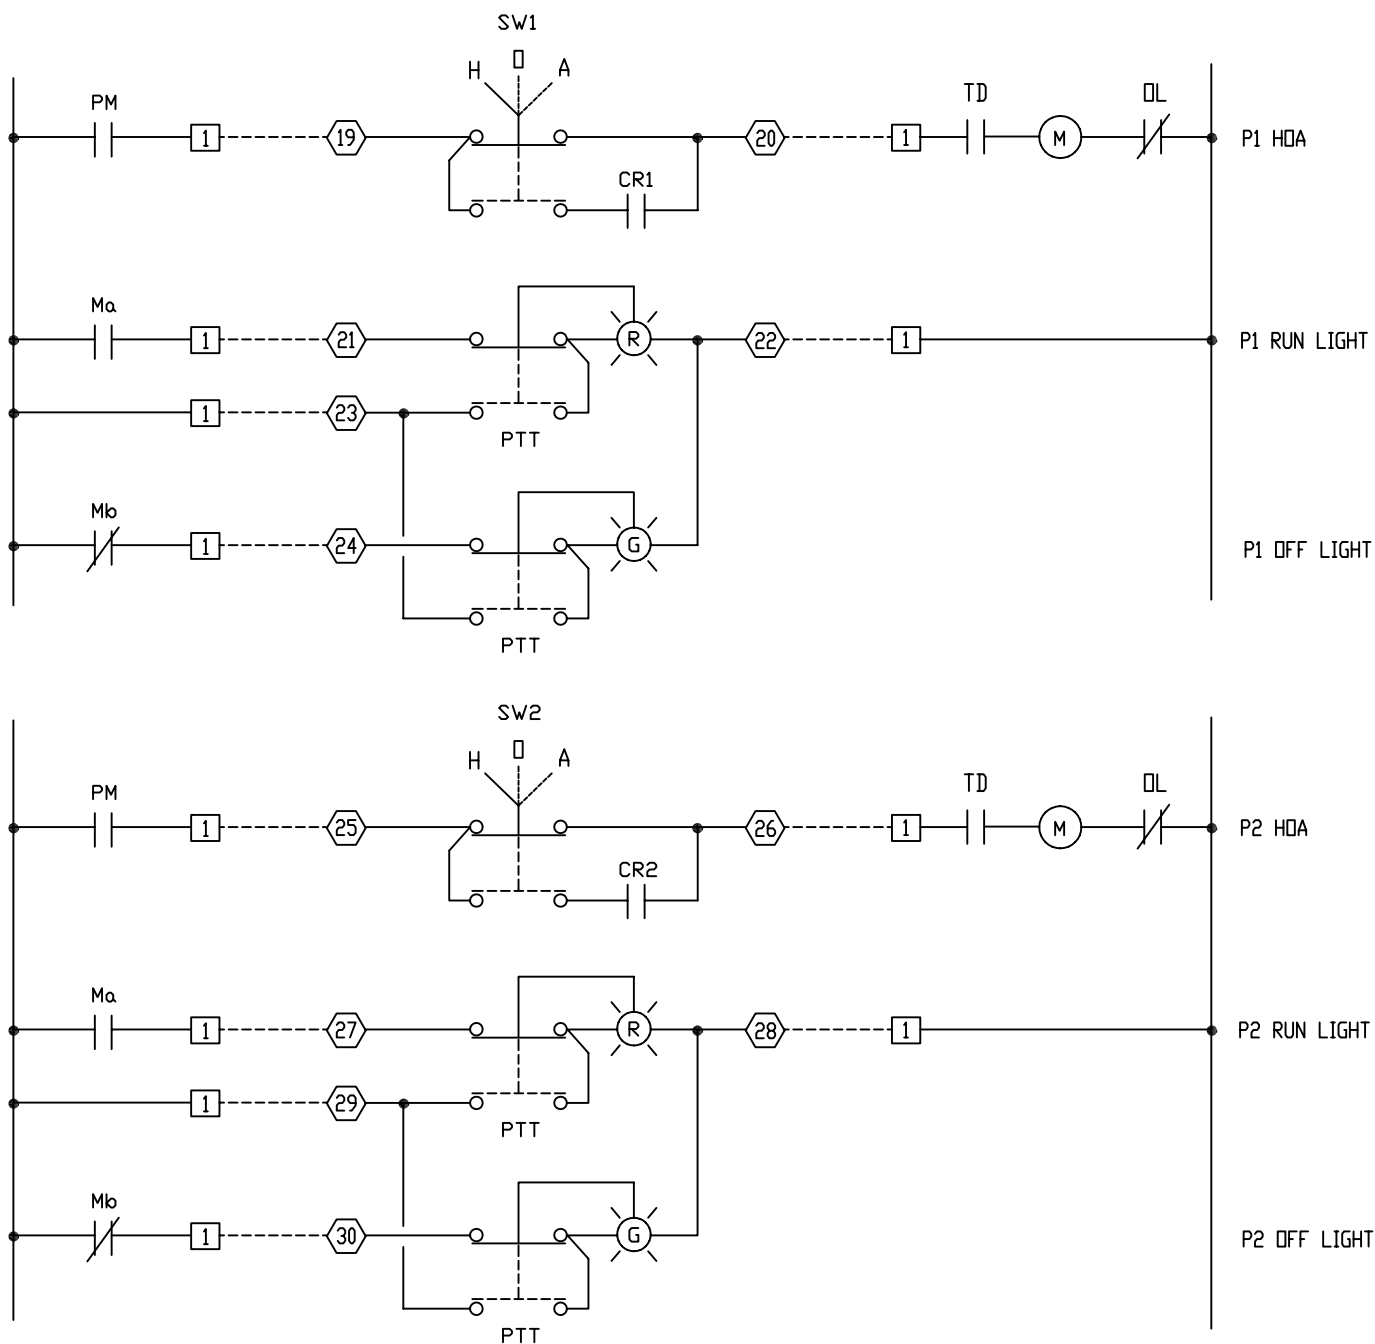 SW1
H O A
PM TD OL
1 19 20 1 M P1 HOA
CR1
Ma
1 21 R 22 1 P1 RUN LIGHT
1 23
PTT
Mb
1 24 G P1 OFF LIGHT
PTT
SW2
H O A
PM TD OL
1 25 26 1 M P2 HOA
CR2
Ma
1 27 R 28 1 P2 RUN LIGHT
1 29
PTT
Mb
1 30 G P2 OFF LIGHT
PTT